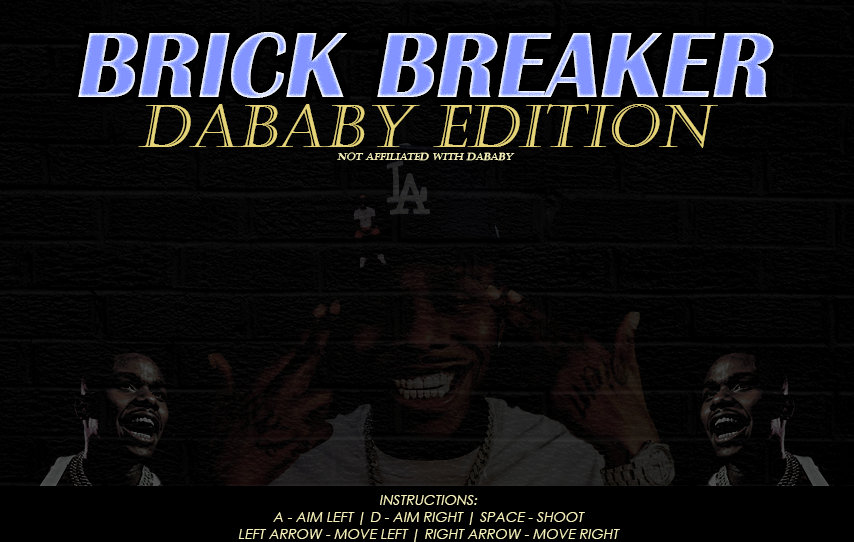 BRICK BREAKER
DABABY EDITION
NOT AFFILIATED WITH DABABY
LA
INSTRUCTIONS:
A - AIM LEFT | D - AIM RIGHT | SPACE - SHOOT
LEFT ARROW - MOVE LEFT | RIGHT ARROW - MOVE RIGHT